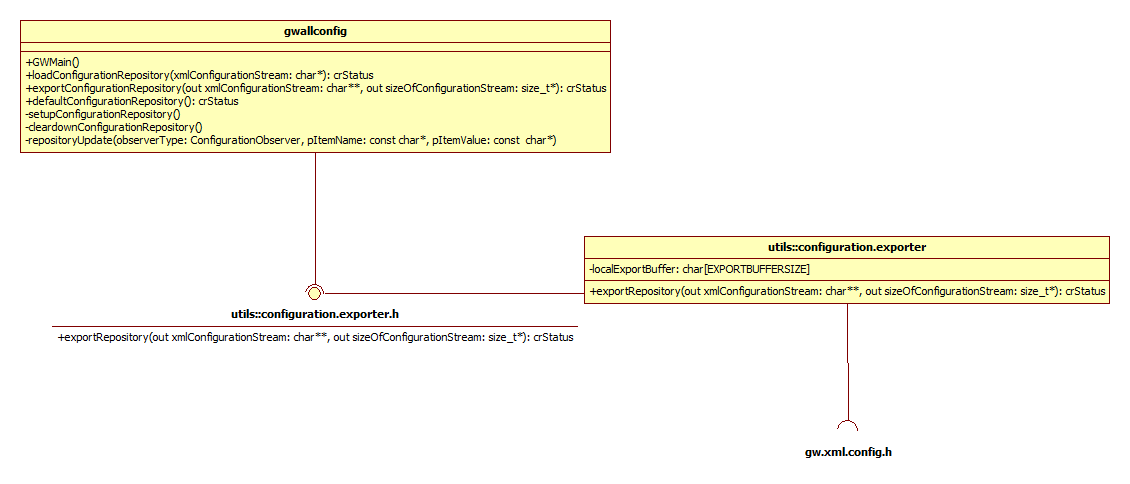 gwallconfig
+GWMain()
+loadConfigurationRepository(xmlConfigurationStream: char*): crStatus
+exportConfigurationRepository(out xmlConfigurationStream: char**, out sizeOfConfigurationStream: size_t*): crStatus
+defaultConfigurationRepository(): crStatus
-setupConfigurationRepository()
-cleardownConfigurationRepository()
-repositoryUpdate(observerType: ConfigurationObserver, pItemName: const char*, pItemValue: const  char*)
utils::configuration.exporter
-localExportBuffer: char[EXPORTBUFFERSIZE]
+exportRepository(out xmlConfigurationStream: char**, out sizeOfConfigurationStream: size_t*): crStatus
utils::configuration.exporter.h
+exportRepository(out xmlConfigurationStream: char**, out sizeOfConfigurationStream: size_t*): crStatus
gw.xml.config.h